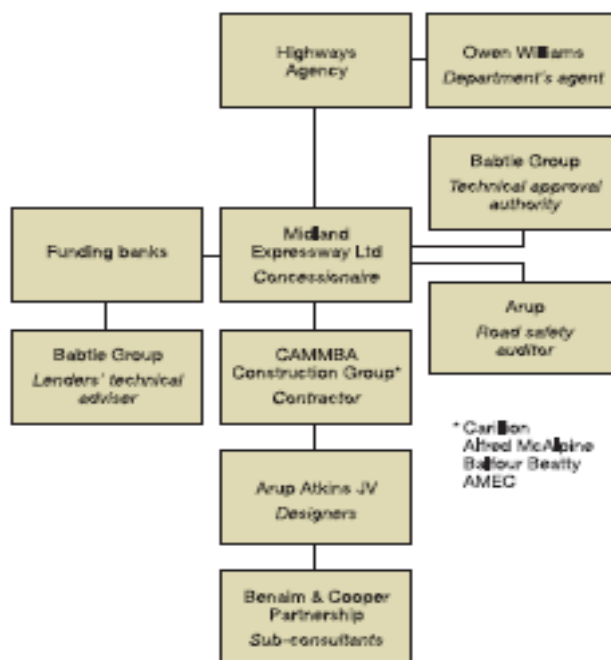 Highways
Agency
Owen Williams
Department's agent
Babtie Group
Technical approval
authority
Funding banks
Midland
Expressway Ltd
Concessionaire
Arup
Road safety
auditor
Babtie Group
Lenders' technical
adviser
CAMMBA
Construction Group*
Contractor
* Carillion
Alfred McAlpine
Balfour Beatty
AMEC
Arup Atkins JV
Designers
Benaim & Cooper
Partnership
Sub-consultants